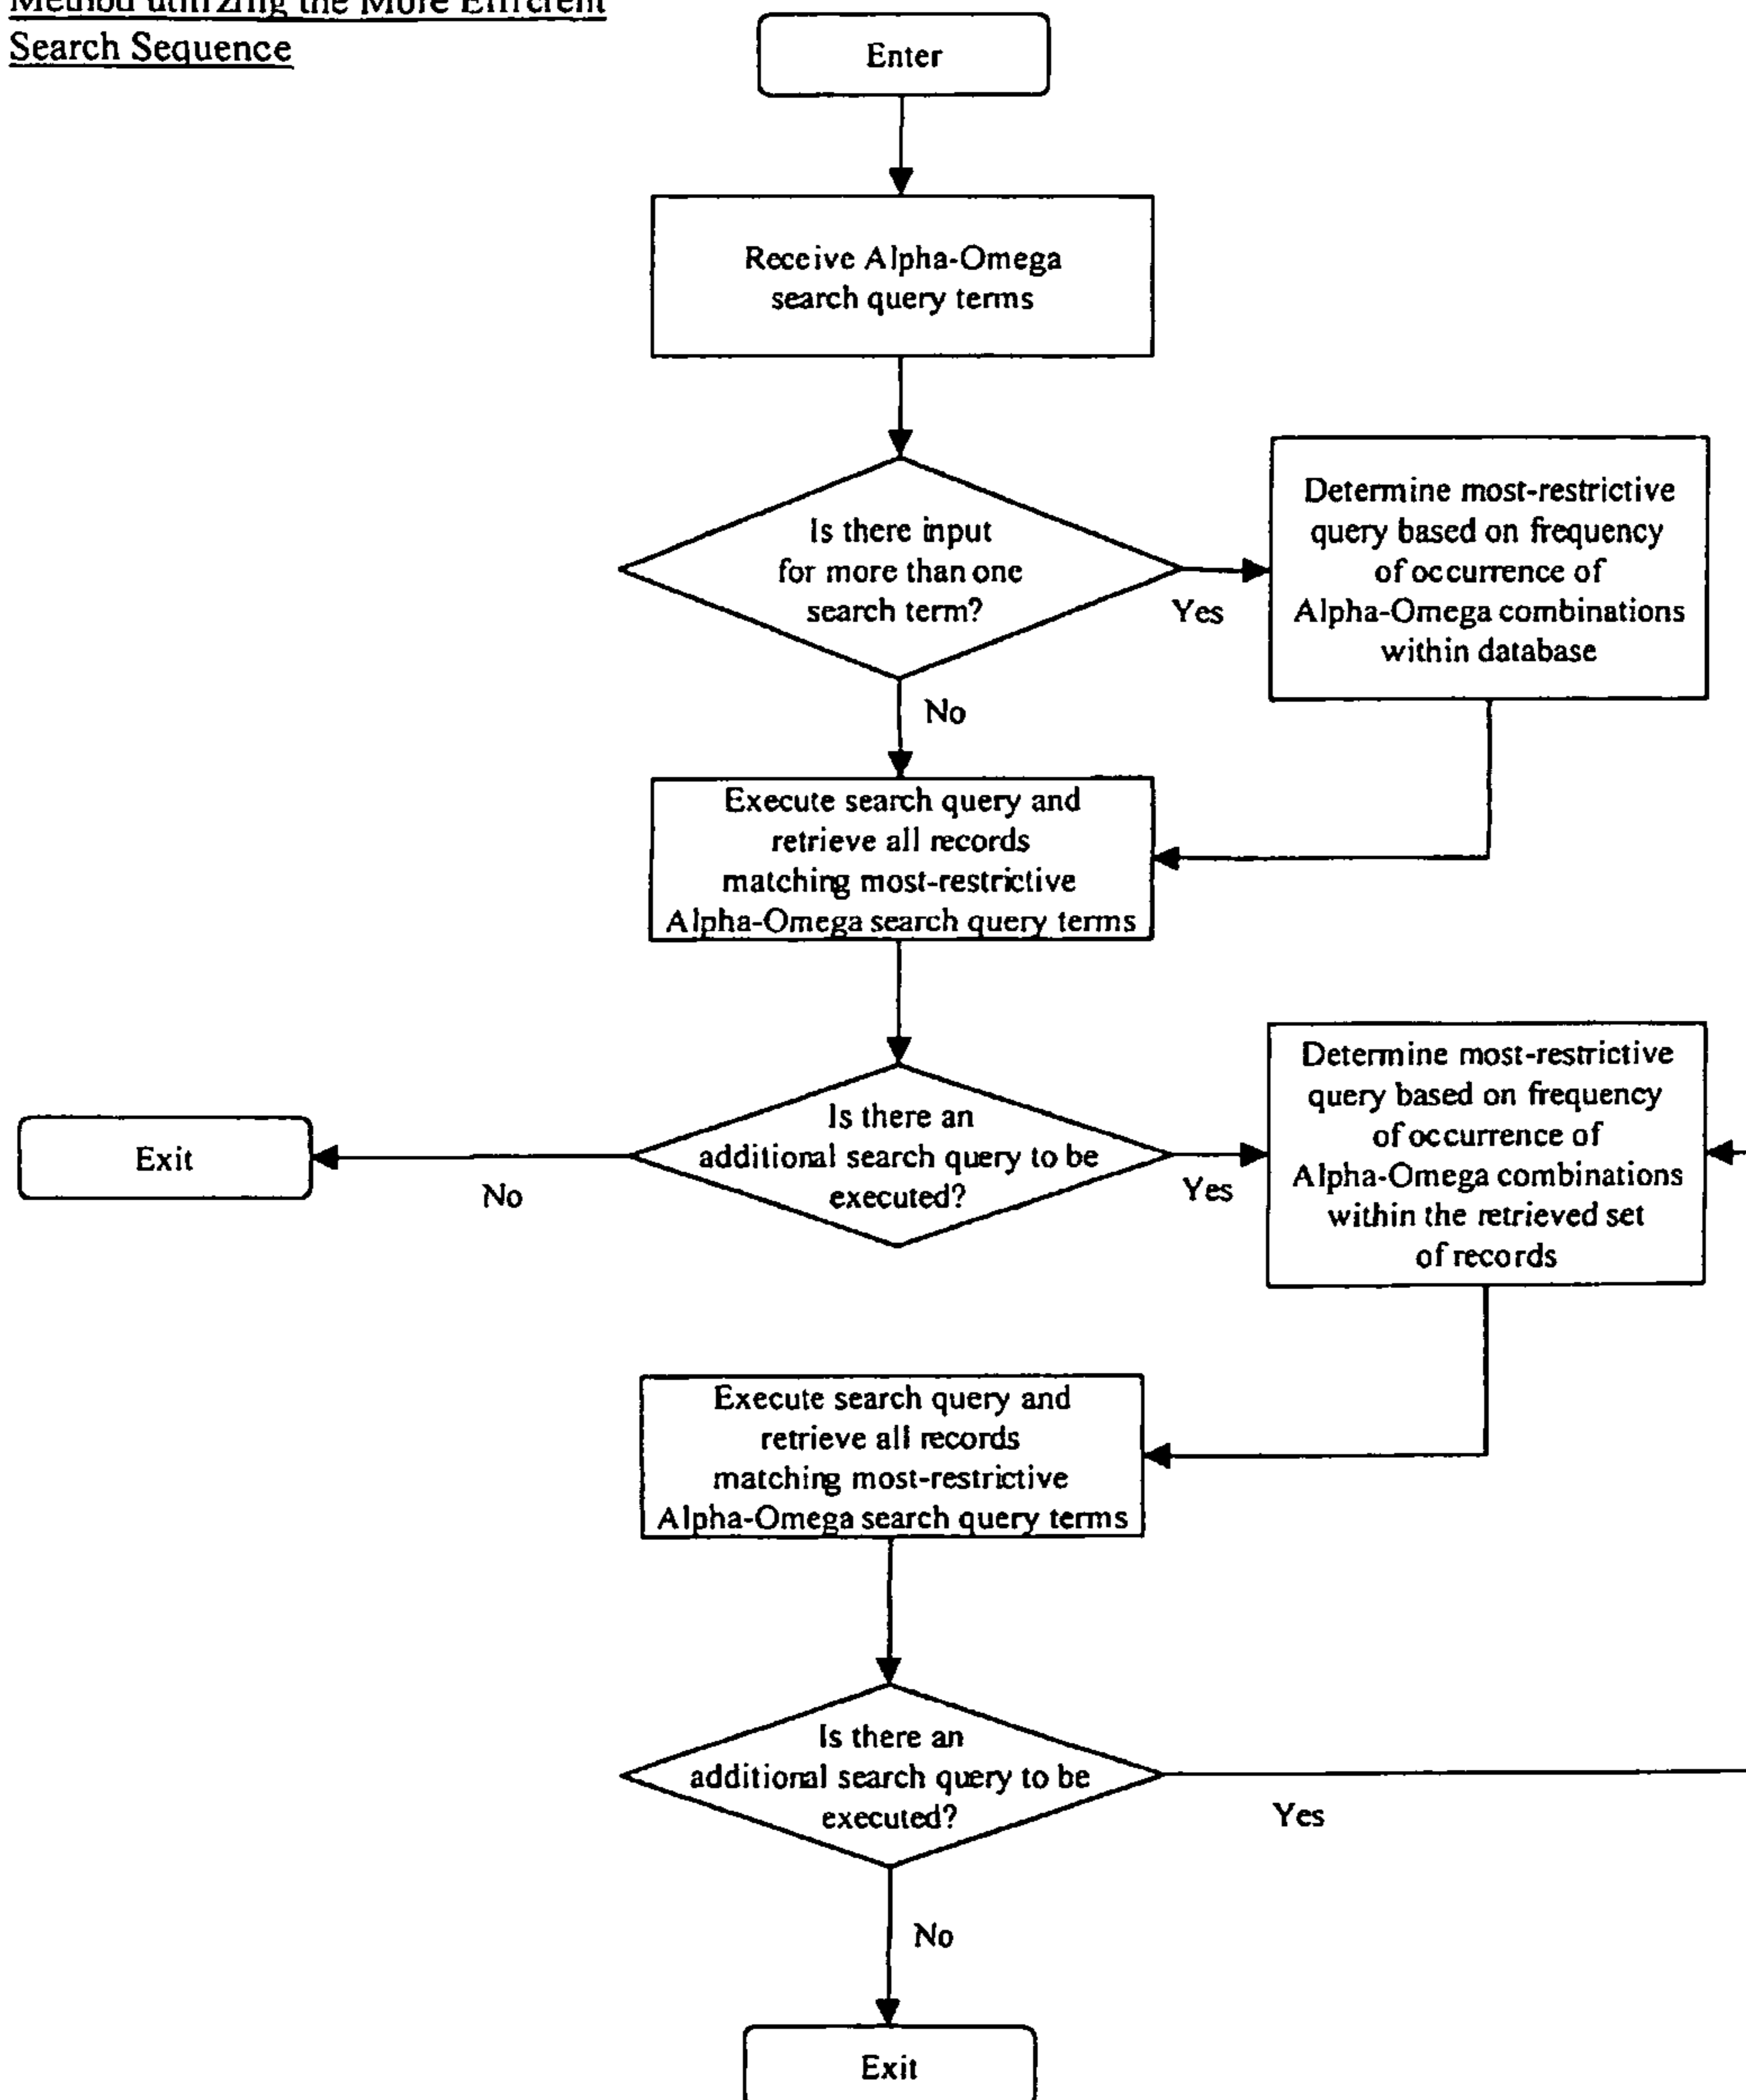 Method utilizing the More Efficient
Search Sequence
Enter
Receive Alpha-Omega
search query terms
Is there input
for more than one
search term?
Yes
Determine most-restrictive
query based on frequency
of occurrence of
Alpha-Omega combinations
within database
No
Execute search query and
retrieve all records
matching most-restrictive
Alpha-Omega search query terms
Is there an
additional search query to be
executed?
No
Exit
Yes
Determine most-restrictive
query based on frequency
of occurrence of
Alpha-Omega combinations
within the retrieved set
of records
Execute search query and
retrieve all records
matching most-restrictive
Alpha-Omega search query terms
Is there an
additional search query to be
executed?
Yes
No
Exit